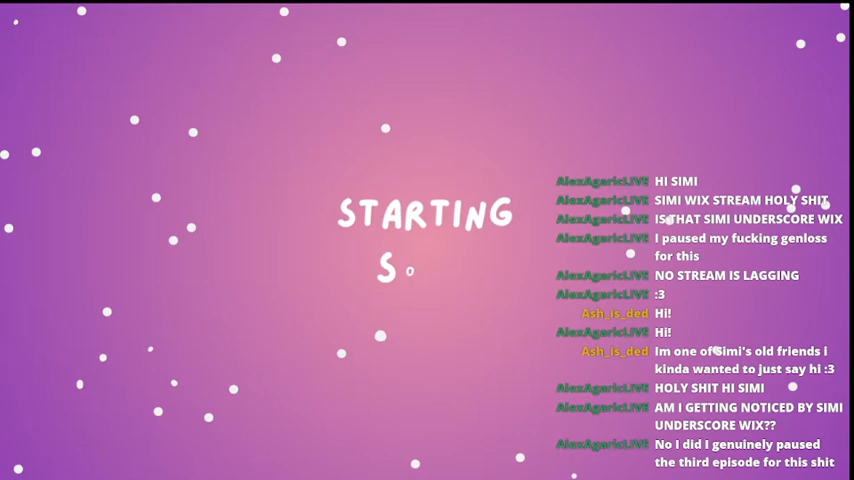 STARTING
So
AlexAgaricLIVE HI SIMI
AlexAgaricLIVE SIMI WIX STREAM HOLY SHIT
AlexAgaricLIVE IS THAT SIMI UNDERSCORE WIX
AlexAgaricLIVE I paused my fucking genloss
for this
AlexAgaricLIVE NO STREAM IS LAGGING
AlexAgaricLIVE :3
Ash_is_ded Hi!
AlexAgaricLIVE Hi!
Ash_is_ded Im one of Simi's old friends i
kinda wanted to just say hi :3
AlexAgaricLIVE HOLY SHIT HI SIMI
AlexAgaricLIVE AM I GETTING NOTICED BY SIMI
UNDERSCORE WIX??
AlexAgaricLIVE No I did I genuinely paused
the third episode for this shit